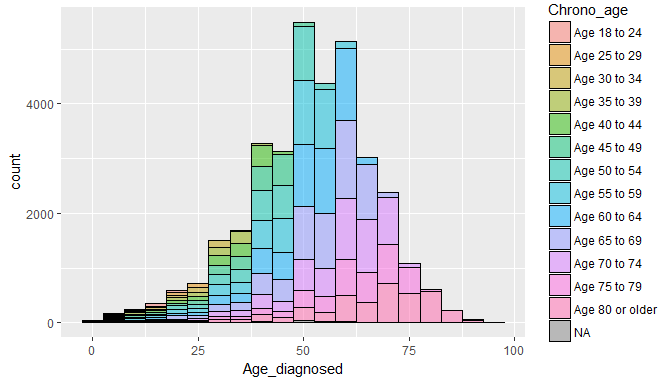 Chrono_age
Age 18 to 24
Age 25 to 29
Age 30 to 34
Age 35 to 39
Age 40 to 44
Age 45 to 49
Age 50 to 54
Age 55 to 59
Age 60 to 64
Age 65 to 69
Age 70 to 74
Age 75 to 79
Age 80 or older
NA
count
4000
2000
0
0
25
50
75
100
Age_diagnosed